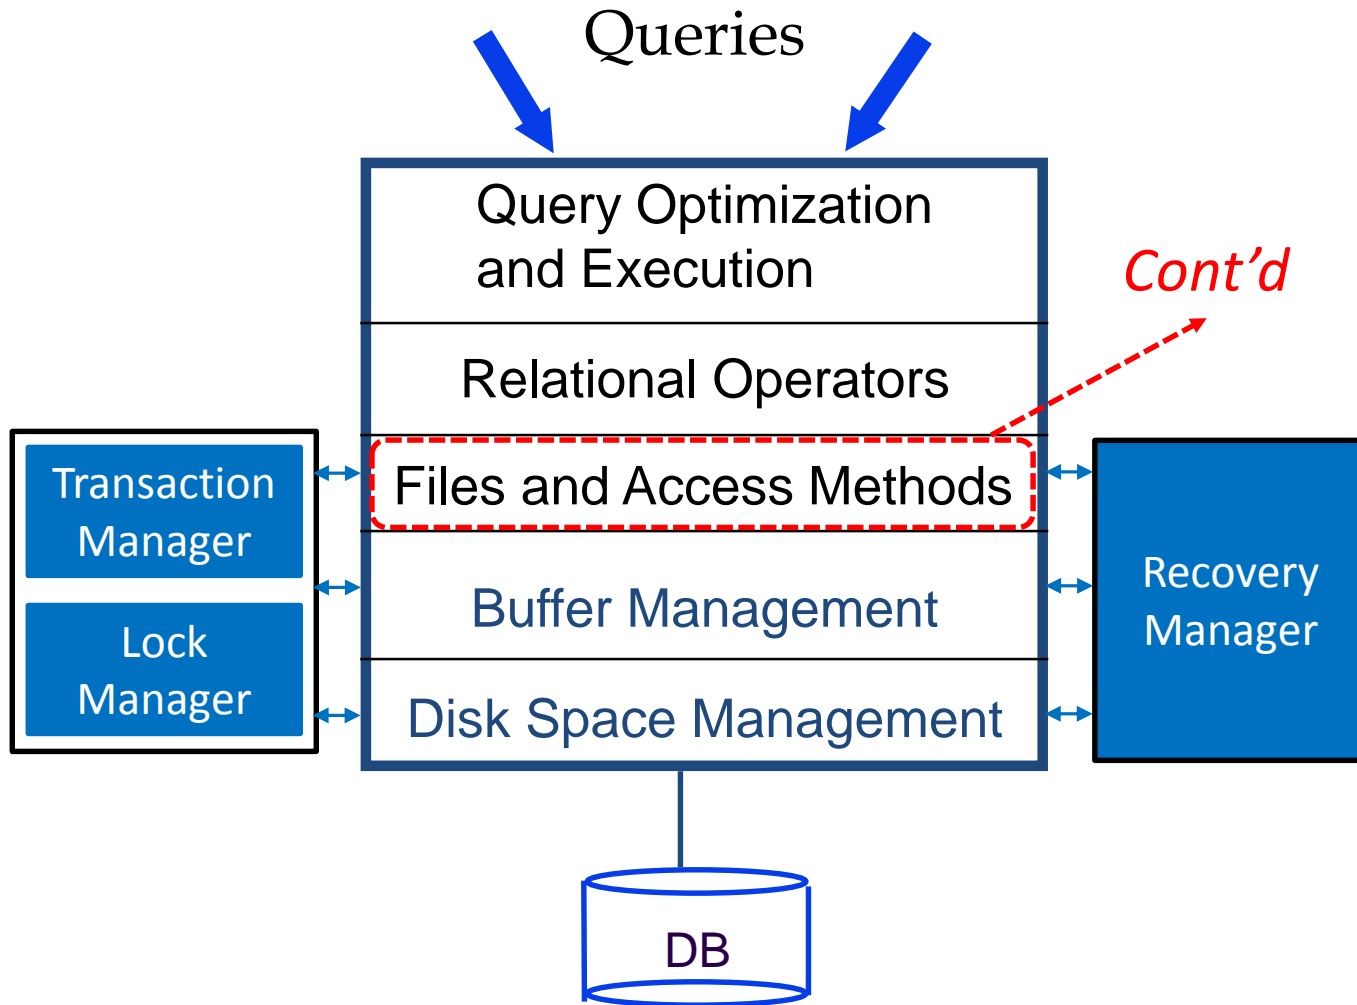 Queries
Query Optimization
and Execution
Cont’d
Relational Operators
Transaction
Manager
Files and Access Methods
Lock
Manager
Buffer Management
Recovery
Manager
Disk Space Management
DB